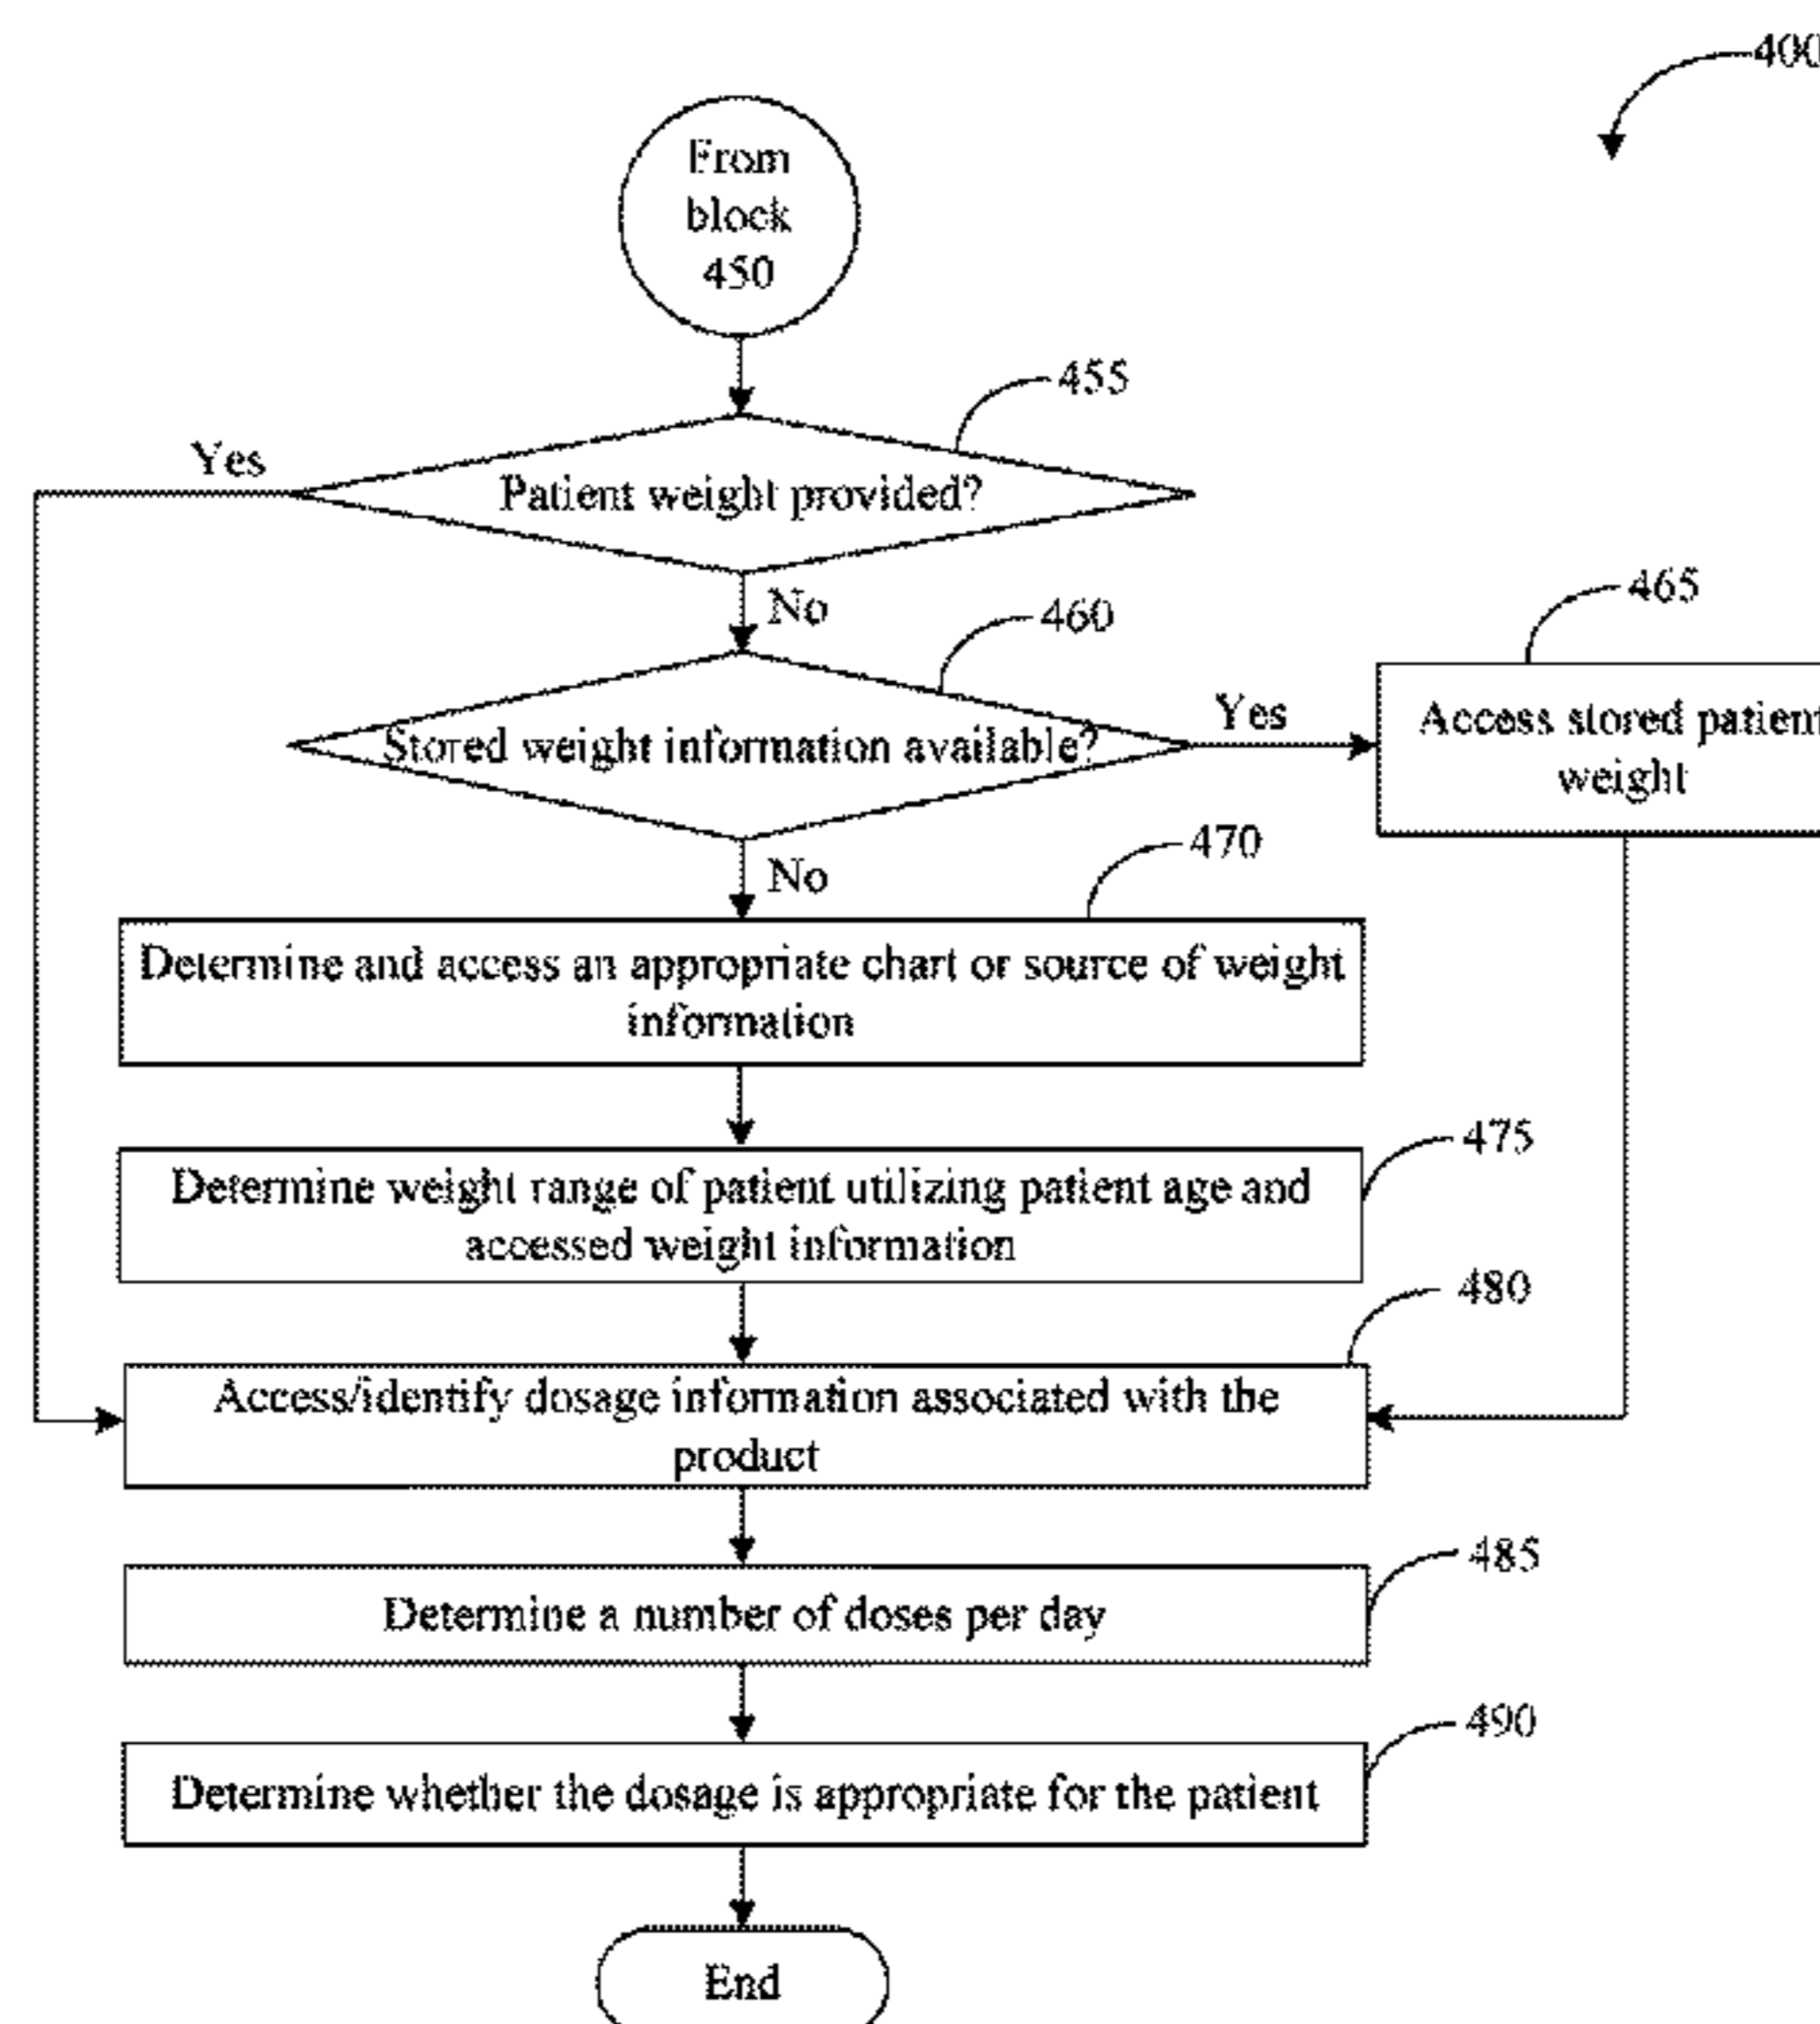 400
From
block
450
455
Yes
Patient weight provided?
No
460
465
Stored weight information available?
Yes
Access stored patient
weight
No
470
Determine and access an appropriate chart or source of weight
information
475
Determine weight range of patient utilizing patient age and
accessed weight information
480
Access/identify dosage information associated with the
product
485
Determine a number of doses per day
490
Determine whether the dosage is appropriate for the patient
End